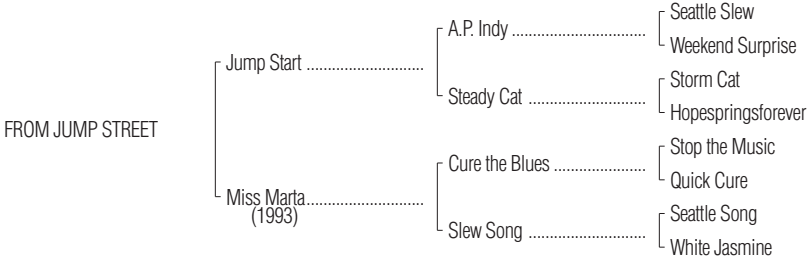 Seattle Slew
A.P. Indy ..............................
Weekend Surprise
Jump Start ..........................
Storm Cat
Steady Cat ..........................
Hopespringsforever
FROM JUMP STREET
Stop the Music
Cure the Blues .....................
Quick Cure
Miss Marta..........................
(1993)
Seattle Song
Slew Song ..........................
White Jasmine